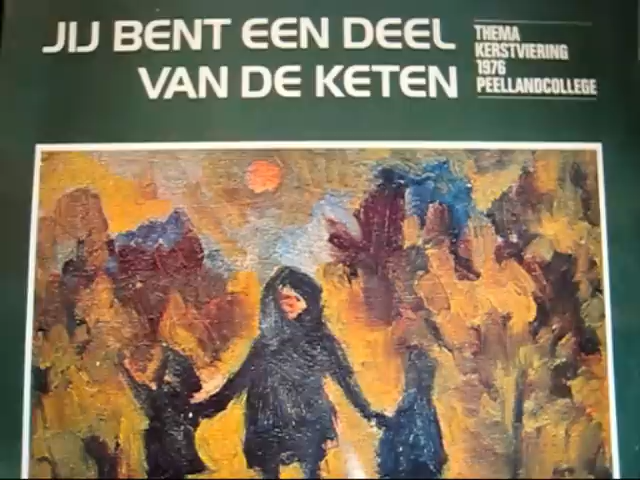 JIJ BENT EEN DEEL
VAN DE KETEN
THEMA
KERSTVIERING
1976
PEELLANDCOLLEGE